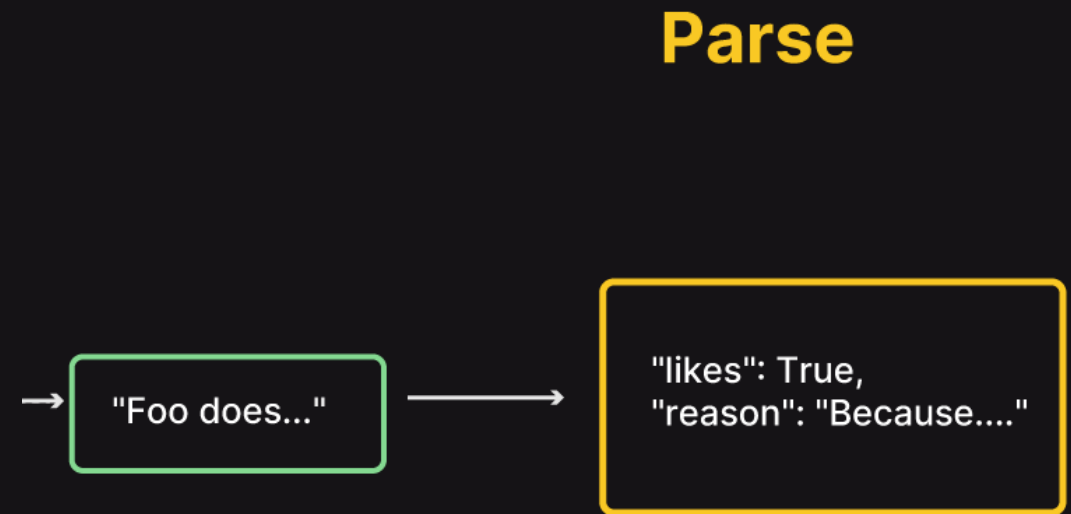 Parse
"Foo does..."
"likes": True,
"reason": "Because...."